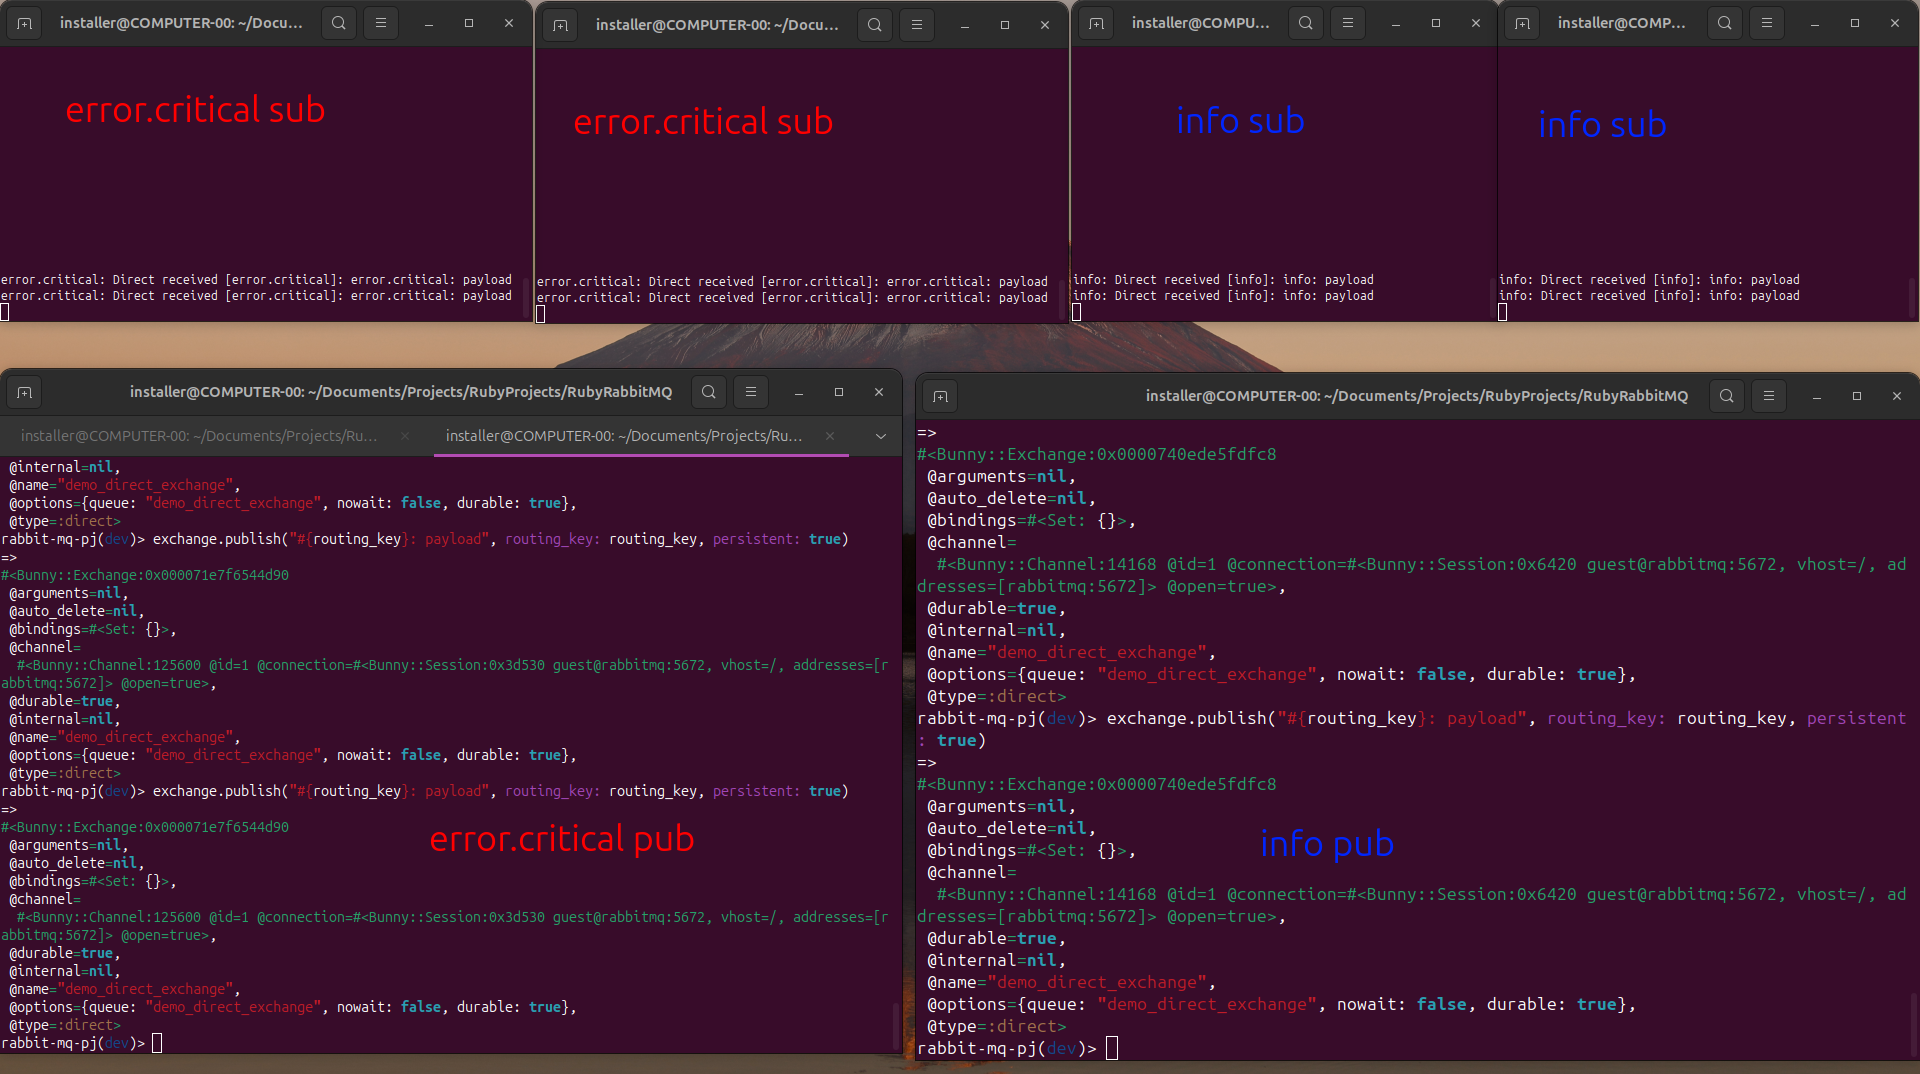 installer@COMPUTER-00: ~/Docu...
error.critical sub
error.critical: Direct received [error.critical]: error.critical: payload
error.critical: Direct received [error.critical]: error.critical: payload
installer@COMPUTER-00: ~/Docu...
error.critical sub
error.critical: Direct received [error.critical]: error.critical: payload
error.critical: Direct received [error.critical]: error.critical: payload
installer@COMPU...
info sub
info: Direct received [info]: info: payload
info: Direct received [info]: info: payload
installer@COMP...
info sub
info: Direct received [info]: info: payload
info: Direct received [info]: info: payload
installer@COMPUTER-00: ~/Documents/Projects/RubyProjects/RubyRabbitMQ
installer@COMPUTER-00: ~/Documents/Projects/Ru...
installer@COMPUTER-00: ~/Documents/Projects/Ru...
@internal=nil,
@name="demo_direct_exchange",
@options={queue: "demo_direct_exchange", nowait: false, durable: true},
@type=:direct>
rabbit-mq-pj(dev)> exchange.publish("#{routing_key}: payload", routing_key: routing_key, persistent: true)
=>
#<Bunny::Exchange:0x000071e7f6544d90
@arguments=nil,
@auto_delete=nil,
@bindings=#<Set: {}>,
@channel=
#<Bunny::Channel:125600 @id=1 @connection=#<Bunny::Session:0x3d530 guest@rabbitmq:5672, vhost=/, addresses=[r
abbitmq:5672]> @open=true>,
@durable=true,
@internal=nil,
@name="demo_direct_exchange",
@options={queue: "demo_direct_exchange", nowait: false, durable: true},
@type=:direct>
rabbit-mq-pj(dev)> exchange.publish("#{routing_key}: payload", routing_key: routing_key, persistent: true)
=>
#<Bunny::Exchange:0x000071e7f6544d90
error.critical pub
@arguments=nil,
@auto_delete=nil,
@bindings=#<Set: {}>,
@channel=
#<Bunny::Channel:125600 @id=1 @connection=#<Bunny::Session:0x3d530 guest@rabbitmq:5672, vhost=/, addresses=[r
abbitmq:5672]> @open=true>,
@durable=true,
@internal=nil,
@name="demo_direct_exchange",
@options={queue: "demo_direct_exchange", nowait: false, durable: true},
@type=:direct>
rabbit-mq-pj(dev)>
installer@COMPUTER-00: ~/Documents/Projects/RubyProjects/RubyRabbitMQ
=>
#<Bunny::Exchange:0x0000740ede5fdfc8
@arguments=nil,
@auto_delete=nil,
@bindings=#<Set: {}>,
@channel=
#<Bunny::Channel:14168 @id=1 @connection=#<Bunny::Session:0x6420 guest@rabbitmq:5672, vhost=/, ad
dresses=[rabbitmq:5672]> @open=true>,
@durable=true,
@internal=nil,
@name="demo_direct_exchange",
@options={queue: "demo_direct_exchange", nowait: false, durable: true},
@type=:direct>
rabbit-mq-pj(dev)> exchange.publish("#{routing_key}: payload", routing_key: routing_key, persistent
: true)
=>
#<Bunny::Exchange:0x0000740ede5fdfc8
@arguments=nil,
@auto_delete=nil,
info pub
@bindings=#<Set: {}>,
@channel=
#<Bunny::Channel:14168 @id=1 @connection=#<Bunny::Session:0x6420 guest@rabbitmq:5672, vhost=/, ad
dresses=[rabbitmq:5672]> @open=true>,
@durable=true,
@internal=nil,
@name="demo_direct_exchange",
@options={queue: "demo_direct_exchange", nowait: false, durable: true},
@type=:direct>
rabbit-mq-pj(dev)>